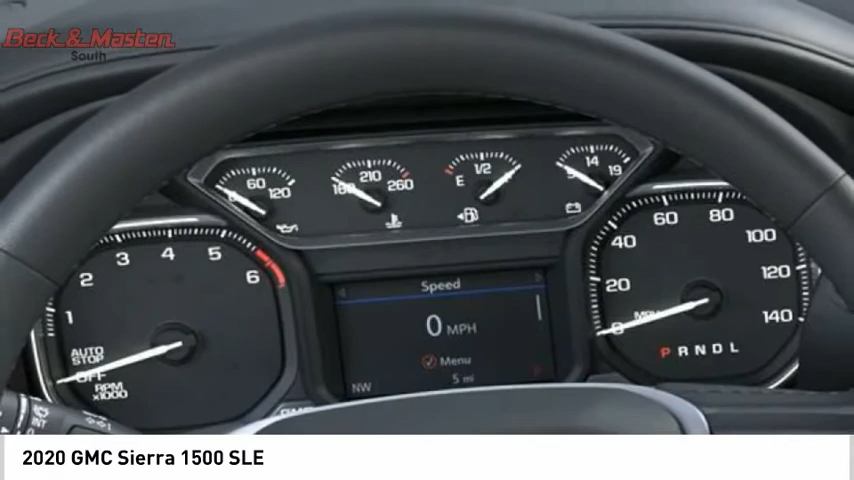 Beck & Masten
South
60
120
210
260
E
1/2
14
19
1
2
3
4
5
6
AUTO
STOP
OFF
RPM
x1000
Speed
0 MPH
Menu
5 mi
NW
20
40
60
80
100
120
140
MPH
P R N D L
GMC
2020 GMC Sierra 1500 SLE